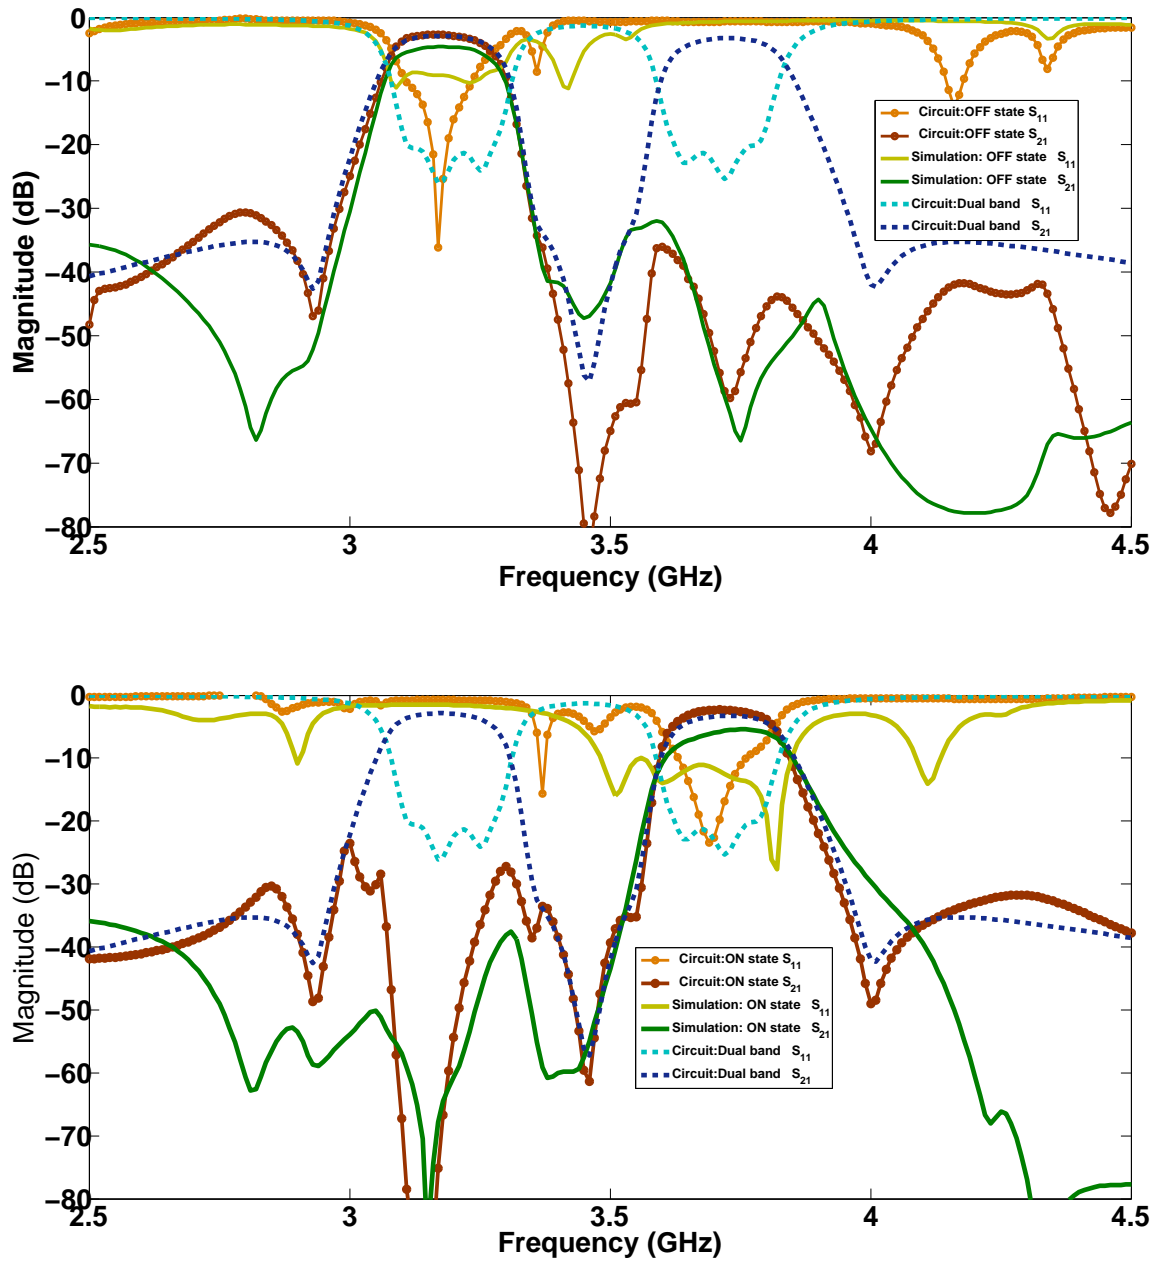 0
−10
−20
−30
−40
−50
−60
−70
−80
Magnitude (dB)
2.5
3
3.5
4
4.5
Frequency (GHz)
Circuit:OFF state S11
Circuit:OFF state S21
Simulation: OFF state S11
Simulation: OFF state S21
Circuit:Dual band S11
Circuit:Dual band S21
0
−10
−20
−30
−40
−50
−60
−70
−80
Magnitude (dB)
2.5
3
3.5
4
4.5
Frequency (GHz)
Circuit:ON state S11
Circuit:ON state S21
Simulation: ON state S11
Simulation: ON state S21
Circuit:Dual band S11
Circuit:Dual band S21